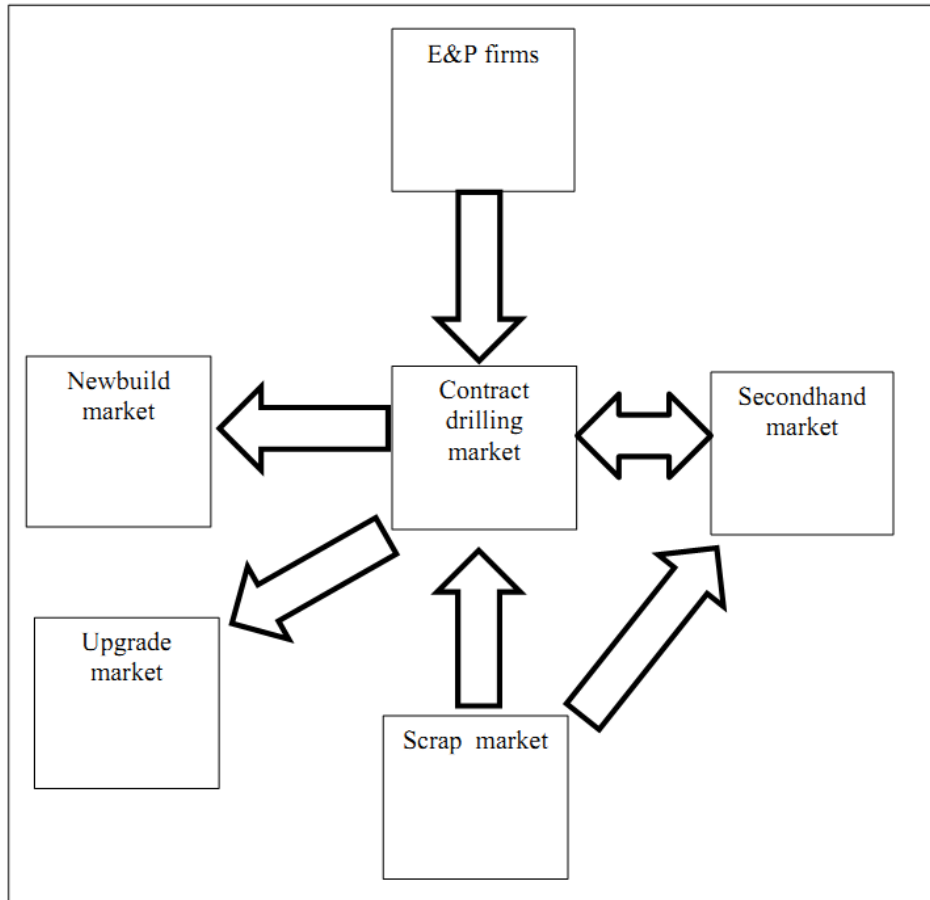 E&P firms
Newbuild
market
Contract
drilling
market
Secondhand
market
Upgrade
market
Scrap  market